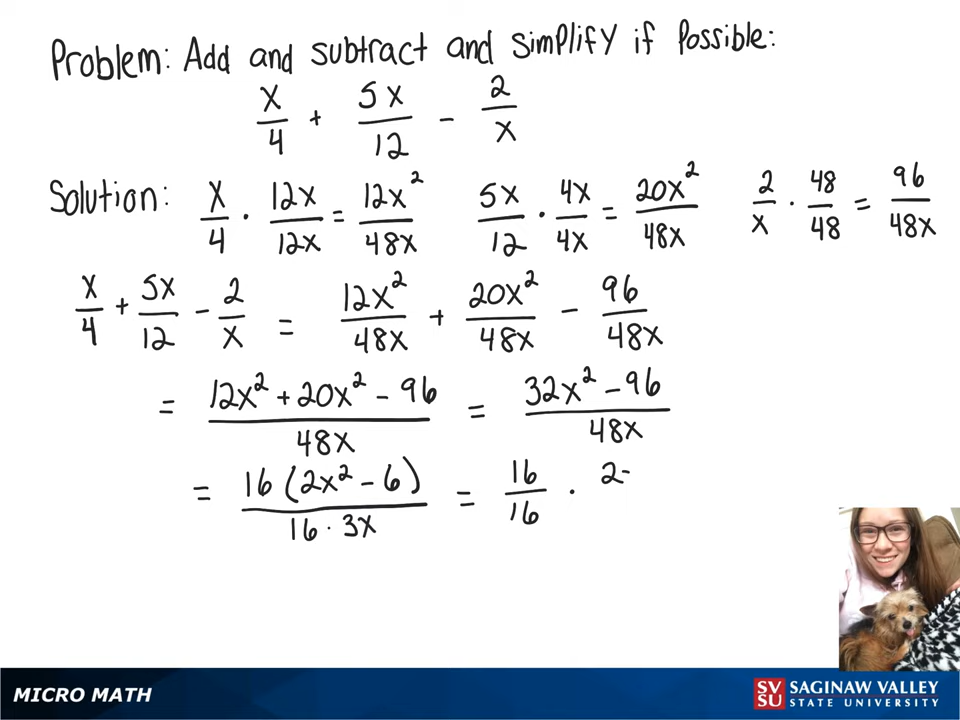 Problem: Add and subtract and simplify if Possible:
x/4 + 5x/12 - 2/x
Solution: x/4 · 12x/12x = 12x²/48x 5x/12 · 4x/4x = 20x²/48x 2/x · 48/48 = 96/48x
x/4 + 5x/12 - 2/x = 12x²/48x + 20x²/48x - 96/48x
= (12x² + 20x² - 96)/48x = (32x² - 96)/48x
= 16(2x² - 6)/16 · 3x = 16/16 · 2
MICRO MATH
SVSU SAGINAW VALLEY
STATE UNIVERSITY